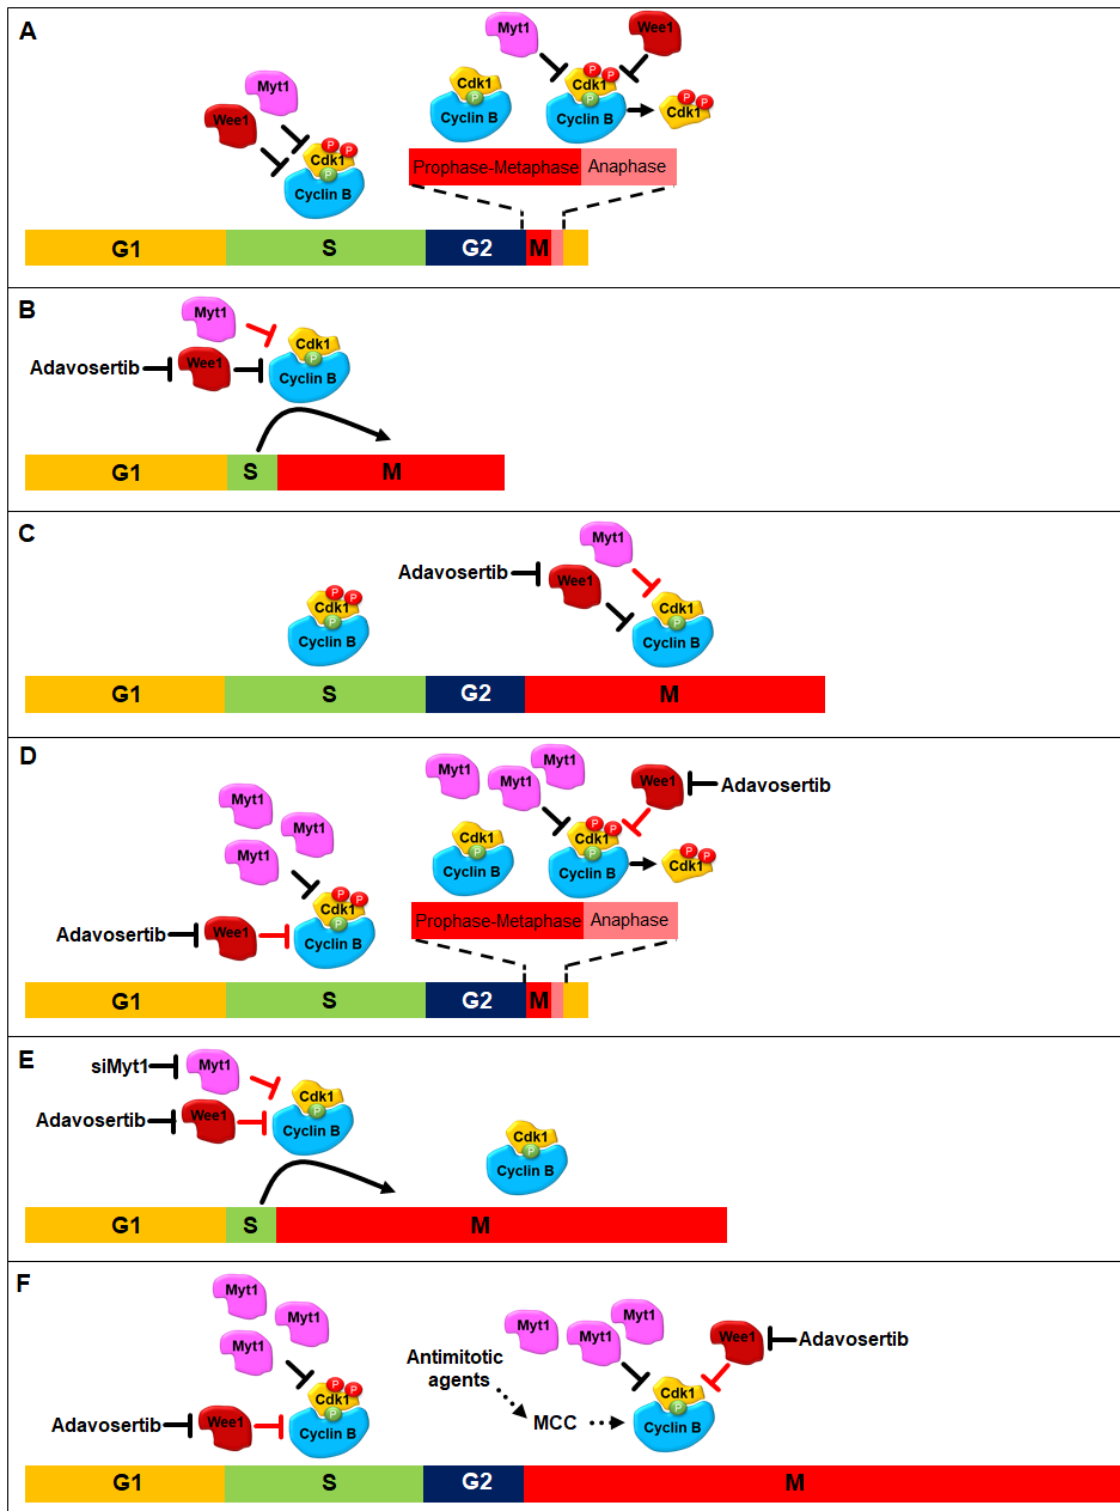 A
Myt1
Wee1
Myt1
Wee1
P
P
Cdk1
P
Cyclin B
Cdk1
P
Cyclin B
P
P
Cdk1
P
Cyclin B
P
P
Cdk1
Prophase-Metaphase
Anaphase
G1
S
G2
M
B
Myt1
Adavosertib
Wee1
Cdk1
P
Cyclin B
G1
S
M
C
Myt1
Adavosertib
Wee1
P
P
Cdk1
P
Cyclin B
Cdk1
P
Cyclin B
G1
S
G2
M
D
Myt1
Myt1
Myt1
Wee1
Adavosertib
Myt1
Myt1
Myt1
Cdk1
P
Cyclin B
P
P
Cdk1
P
Cyclin B
P
P
Cdk1
P
P
Cdk1
P
Cyclin B
Adavosertib
Wee1
Prophase-Metaphase
Anaphase
G1
S
G2
M
E
siMyt1
Myt1
Adavosertib
Wee1
Cdk1
P
Cyclin B
Cdk1
P
Cyclin B
G1
S
M
F
Myt1
Myt1
Myt1
Myt1
Myt1
Myt1
Wee1
Adavosertib
Antimitotic
agents
MCC
P
P
Cdk1
P
Cyclin B
Cdk1
P
Cyclin B
Adavosertib
Wee1
G1
S
G2
M